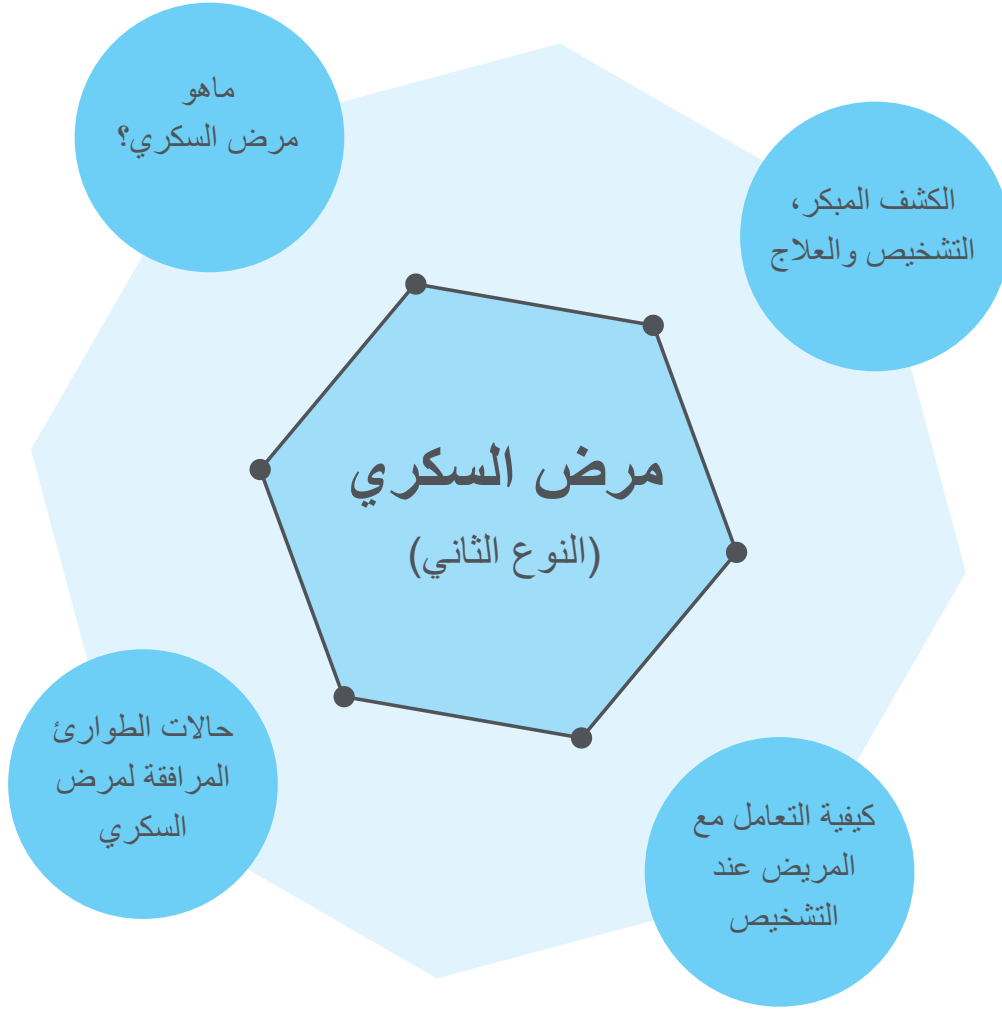 ماهو
مرض السكري؟
الكشف المبكر،
التشخيص والعلاج
مرض السكري
(النوع الثاني)
حالات الطوارئ
المرافقة لمرض
السكري
كيفية التعامل مع
المريض عند
التشخيص